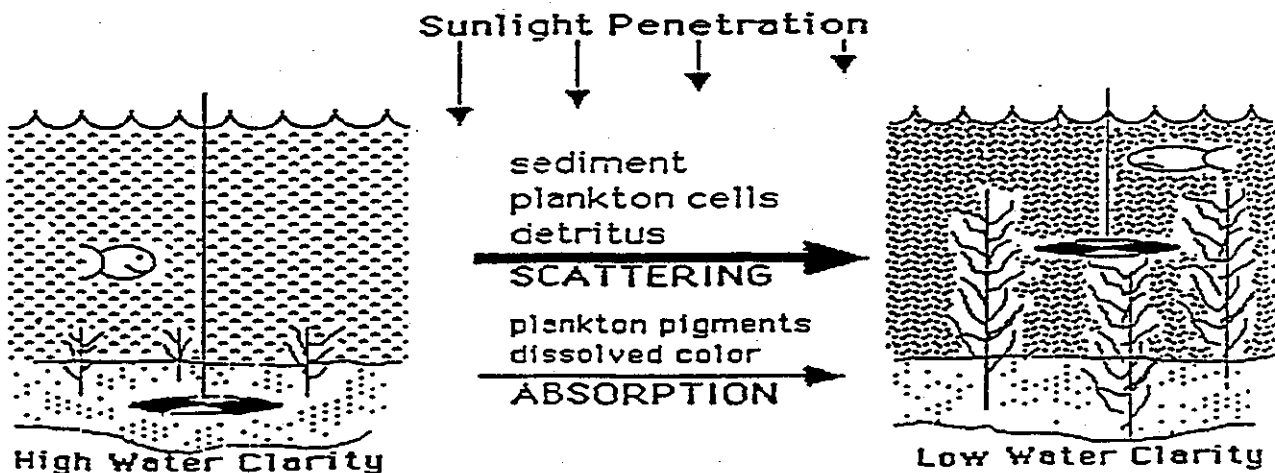 Sunlight Penetration
sediment
plankton cells
detritus
SCATTERING
plankton pigments
dissolved color
ABSORPTION
High Water Clarity
Low Water Clarity